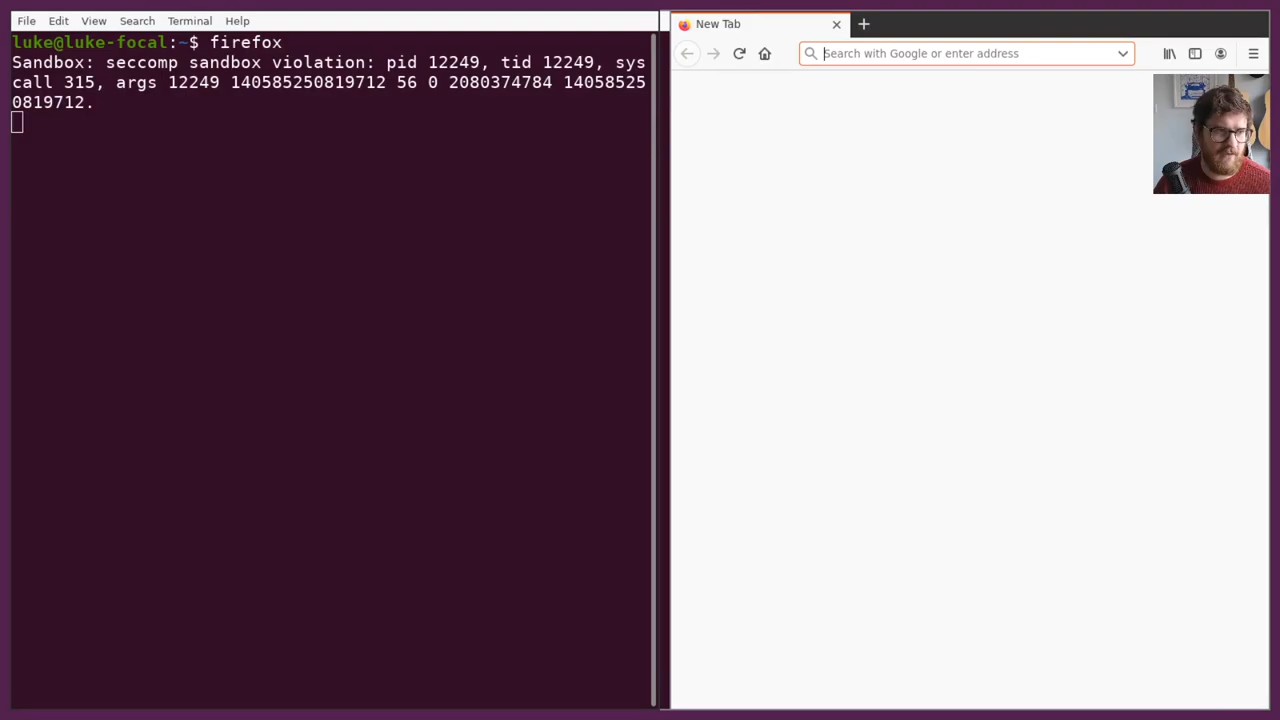 File Edit View Search Terminal Help
luke@luke-focal:~$ firefox
Sandbox: seccomp sandbox violation: pid 12249, tid 12249, sys
call 315, args 12249 140585250819712 56 0 2080374784 14058525
0819712.
New Tab
Search with Google or enter address